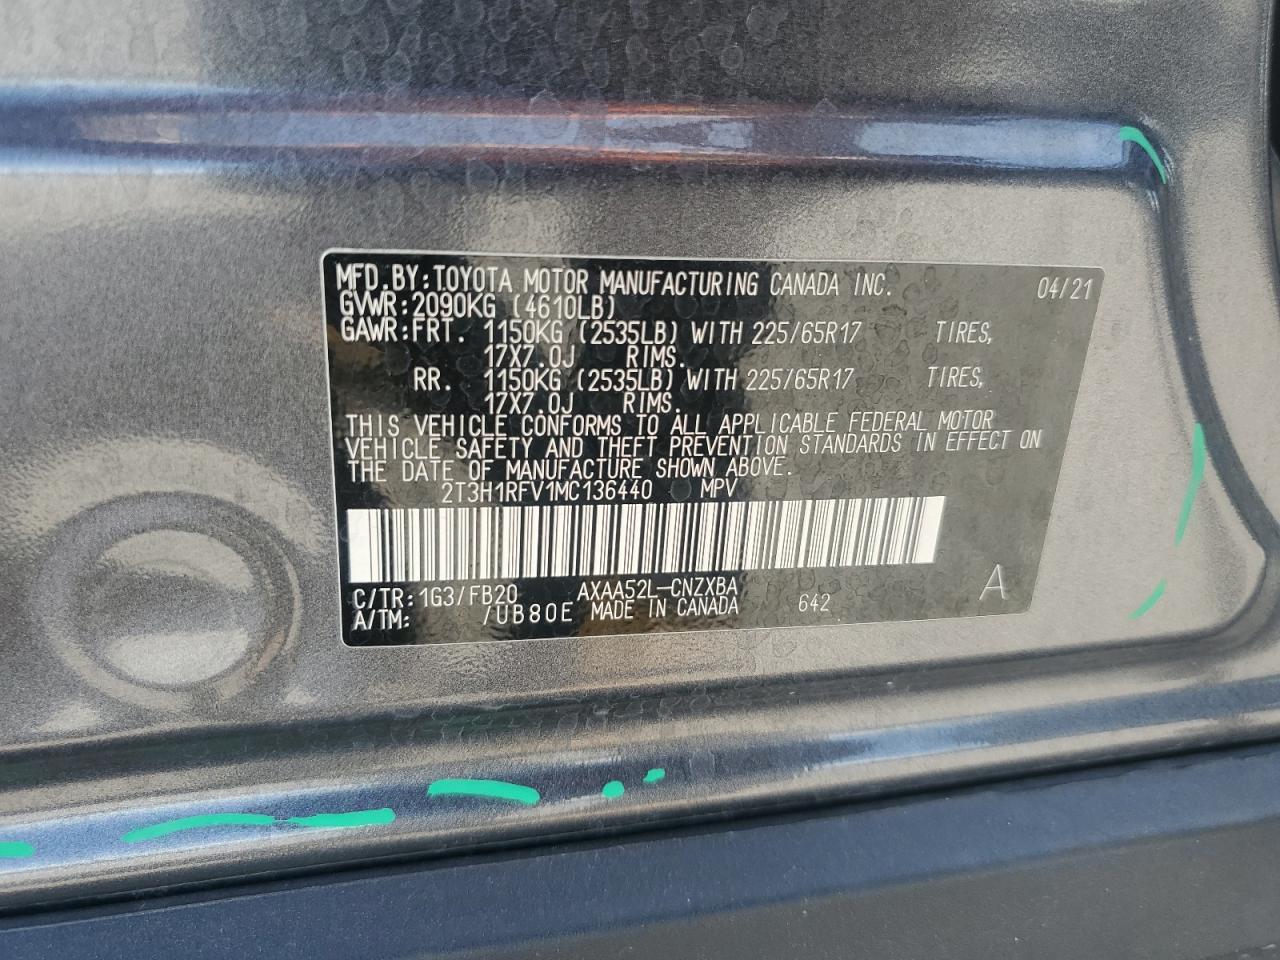 MFD.BY:TOYOTA MOTOR MANUFACTURING CANADA INC. 04/21
GVWR:2090KG (4610LB)
GAWR:FRT. 1150KG (2535LB) WITH 225/65R17 TIRES,
17X7.0J RIMS.
RR. 1150KG (2535LB) WITH 225/65R17 TIRES,
17X7.0J RIMS.
THIS VEHICLE CONFORMS TO ALL APPLICABLE FEDERAL MOTOR
VEHICLE SAFETY AND THEFT PREVENTION STANDARDS IN EFFECT ON
THE DATE OF MANUFACTURE SHOWN ABOVE.
2T3H1RFV1MC136440 MPV
C/TR:1G3/FB20 AXAA52L-CNZXBA
A/TM: /UB80E MADE IN CANADA 642 A